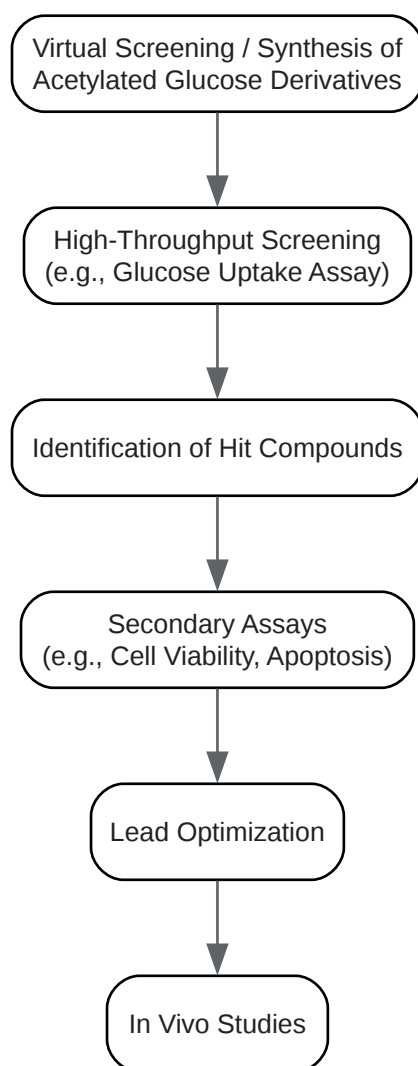 Virtual Screening / Synthesis of
Acetylated Glucose Derivatives
High-Throughput Screening
(e.g., Glucose Uptake Assay)
Identification of Hit Compounds
Secondary Assays
(e.g., Cell Viability, Apoptosis)
Lead Optimization
In Vivo Studies